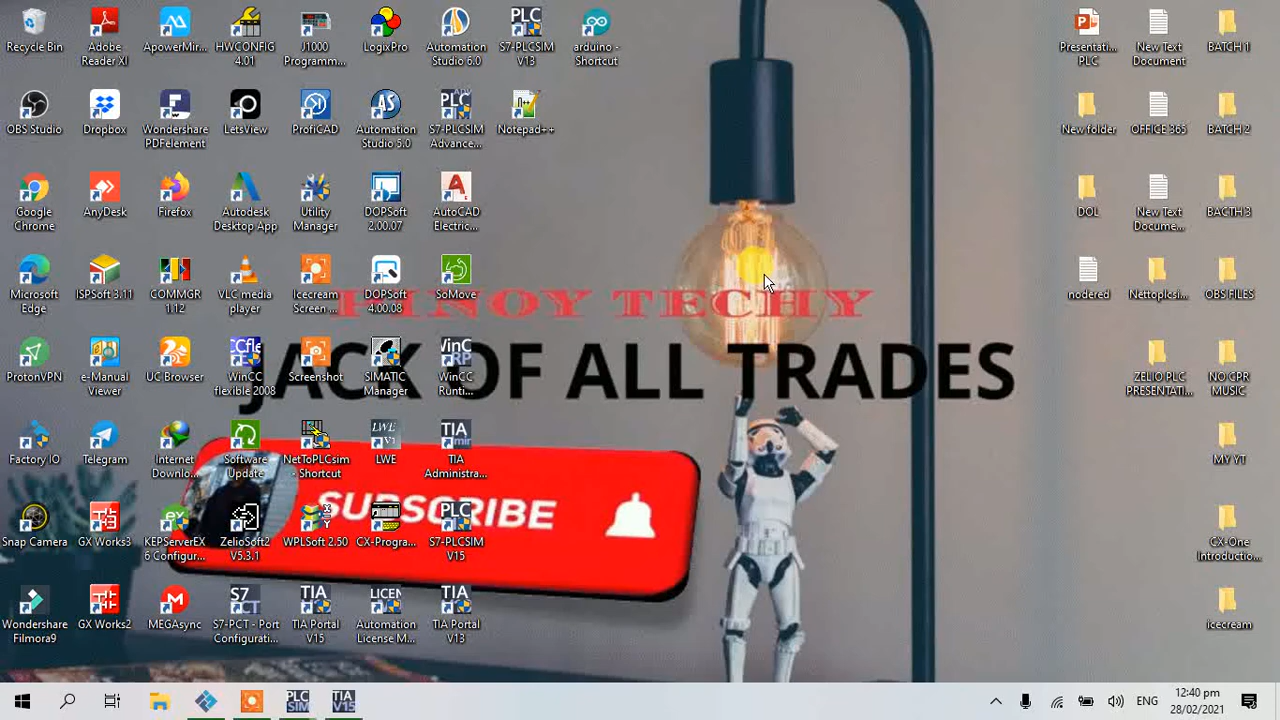 Recycle Bin
Adobe
Reader XI
ApowerMir...
HWCONFIG
4.01
J1000
Programm...
LogixPro
Automation
Studio 6.0
S7-PLCSIM
V13
arduino -
Shortcut
Presentati...
PLC
New Text
Document
BATCH 1
OBS Studio
Dropbox
Wondershare
PDFelement
LetsView
ProfiCAD
Automation
Studio 5.0
S7-PLCSIM
Advance...
Notepad++
New folder
OFFICE 365
BATCH 2
Google
Chrome
AnyDesk
Firefox
Autodesk
Desktop App
Utility
Manager
DOPSoft
2.00.07
AutoCAD
Electric...
DOL
New Text
Docume...
BACTH 3
Microsoft
Edge
ISPSoft 3.11
COMMGR
1.12
VLC media
player
Icecream
Screen ...
DOPSoft
4.00.08
SoMove
nodered
Nettoplcsi...
OBS FILES
PINOY TECHY
JACK OF ALL TRADES
ProtonVPN
e-Manual
Viewer
UC Browser
WinCC
flexible 2008
Screenshot
SIMATIC
Manager
WinCC
Runti...
ZELIO PLC
PRESENTATI...
NO CPR
MUSIC
Factory IO
Telegram
Internet
Downlo...
Software
Update
NetToPLCsim
- Shortcut
LWE
TIA
Administra...
MY YT
SUBSCRIBE
Snap Camera
GX Works3
KEPServerEX
6 Configur...
ZelioSoft2
V5.3.1
WPLSoft 2.50
CX-Progra...
S7-PLCSIM
V15
CX-One
Introductio...
Wondershare
Filmora9
GX Works2
MEGAsync
S7-PCT - Port
Configurati...
TIA Portal
V15
Automation
License M...
TIA Portal
V13
icecream
PLC
SIM
TIA
V15
ENG
12:40 pm
28/02/2021